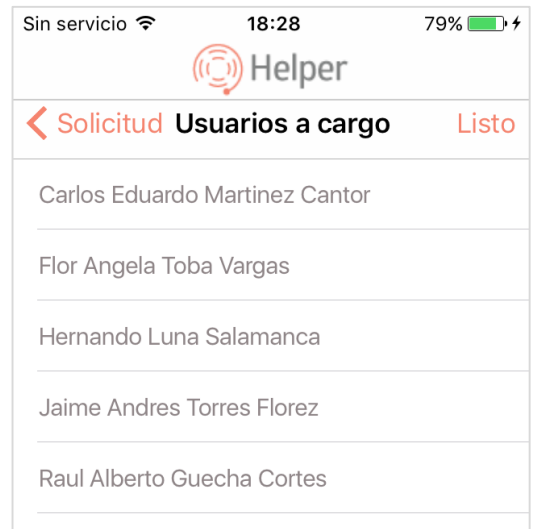 Sin servicio 18:28 79%
Helper
Solicitud Usuarios a cargo Listo
Carlos Eduardo Martinez Cantor
Flor Angela Toba Vargas
Hernando Luna Salamanca
Jaime Andres Torres Florez
Raul Alberto Guecha Cortes